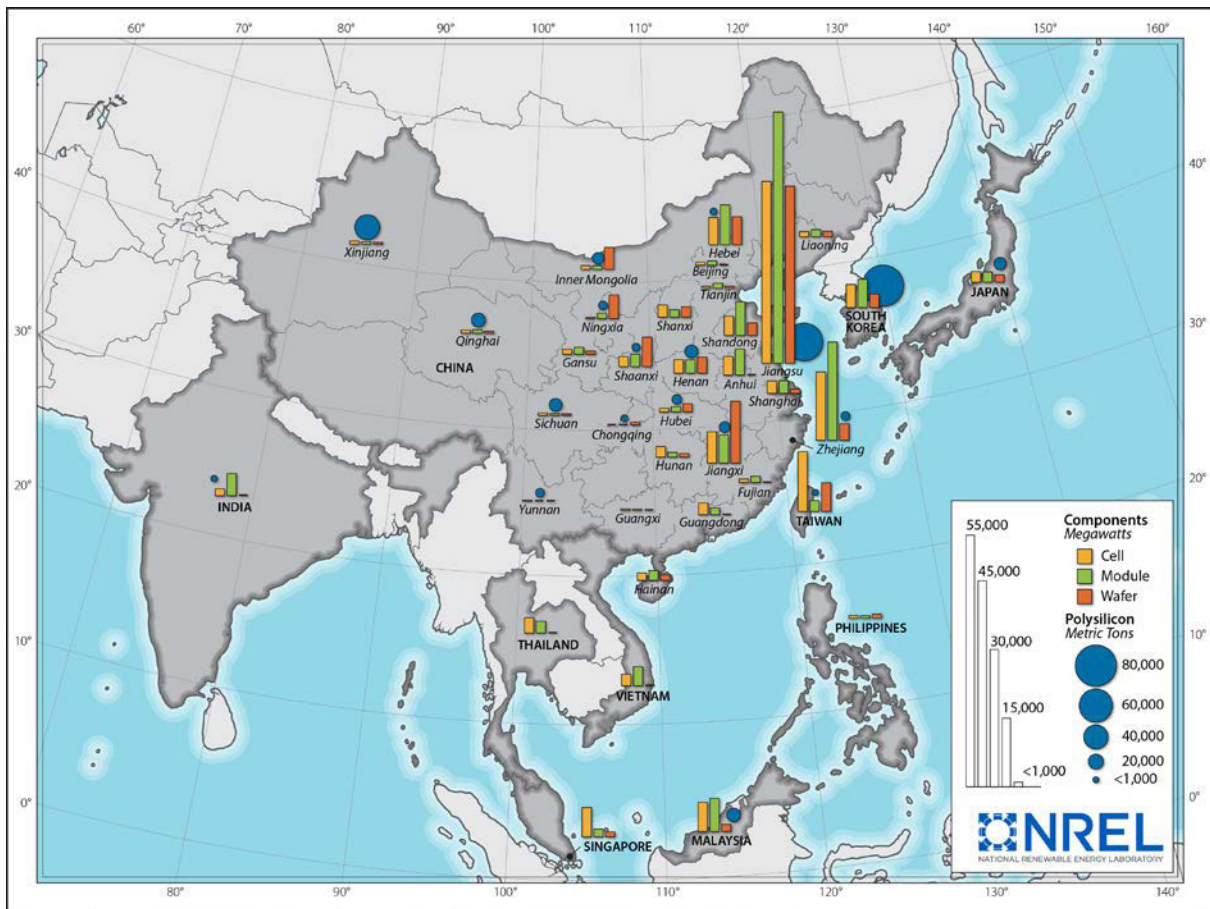 60°
70°
80°
90°
100°
110°
120°
130°
140°
150°
160°
40°
30°
20°
10°
0°
40°
30°
20°
10°
0°
80°
90°
100°
110°
120°
130°
140°
Xinjiang
Inner Mongolia
Hebei
Beijing
Tianjin
Liaoning
Qinghai
CHINA
Ningxia
Gansu
Shanxi
Shaanxi
Shandong
Henan
Anhui
Jiangsu
Shanghai
SOUTH
KOREA
JAPAN
Sichuan
Chongqing
Hubei
Hunan
Jiangxi
Zhejiang
Fujian
Yunnan
Guangxi
Guangdong
TAIWAN
Hainan
INDIA
THAILAND
VIETNAM
PHILIPPINES
SINGAPORE
MALAYSIA
55,000
45,000
30,000
15,000
<1,000
Components
Megawatts
Cell
Module
Wafer
Polysilicon
Metric Tons
80,000
60,000
40,000
20,000
<1,000
NREL
NATIONAL RENEWABLE ENERGY LABORATORY